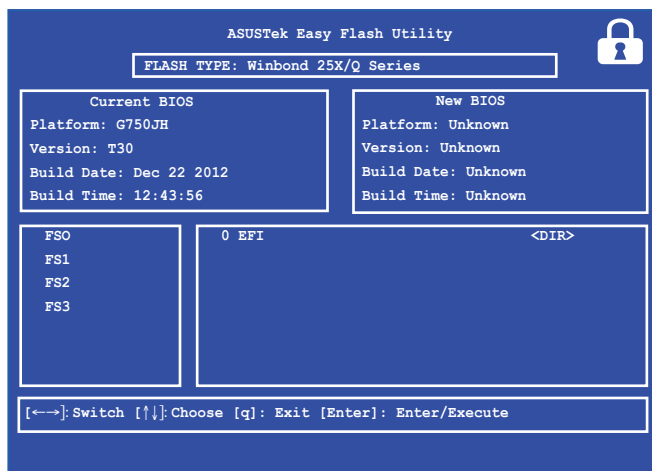 ASUSTek Easy Flash Utility
FLASH TYPE: Winbond 25X/Q Series
Current BIOS
Platform: G750JH
Version: T30
Build Date: Dec 22 2012
Build Time: 12:43:56
New BIOS
Platform: Unknown
Version: Unknown
Build Date: Unknown
Build Time: Unknown
FSO
FS1
FS2
FS3
0 EFI <DIR>
[←→]: Switch [↑↓]: Choose [q]: Exit [Enter]: Enter/Execute